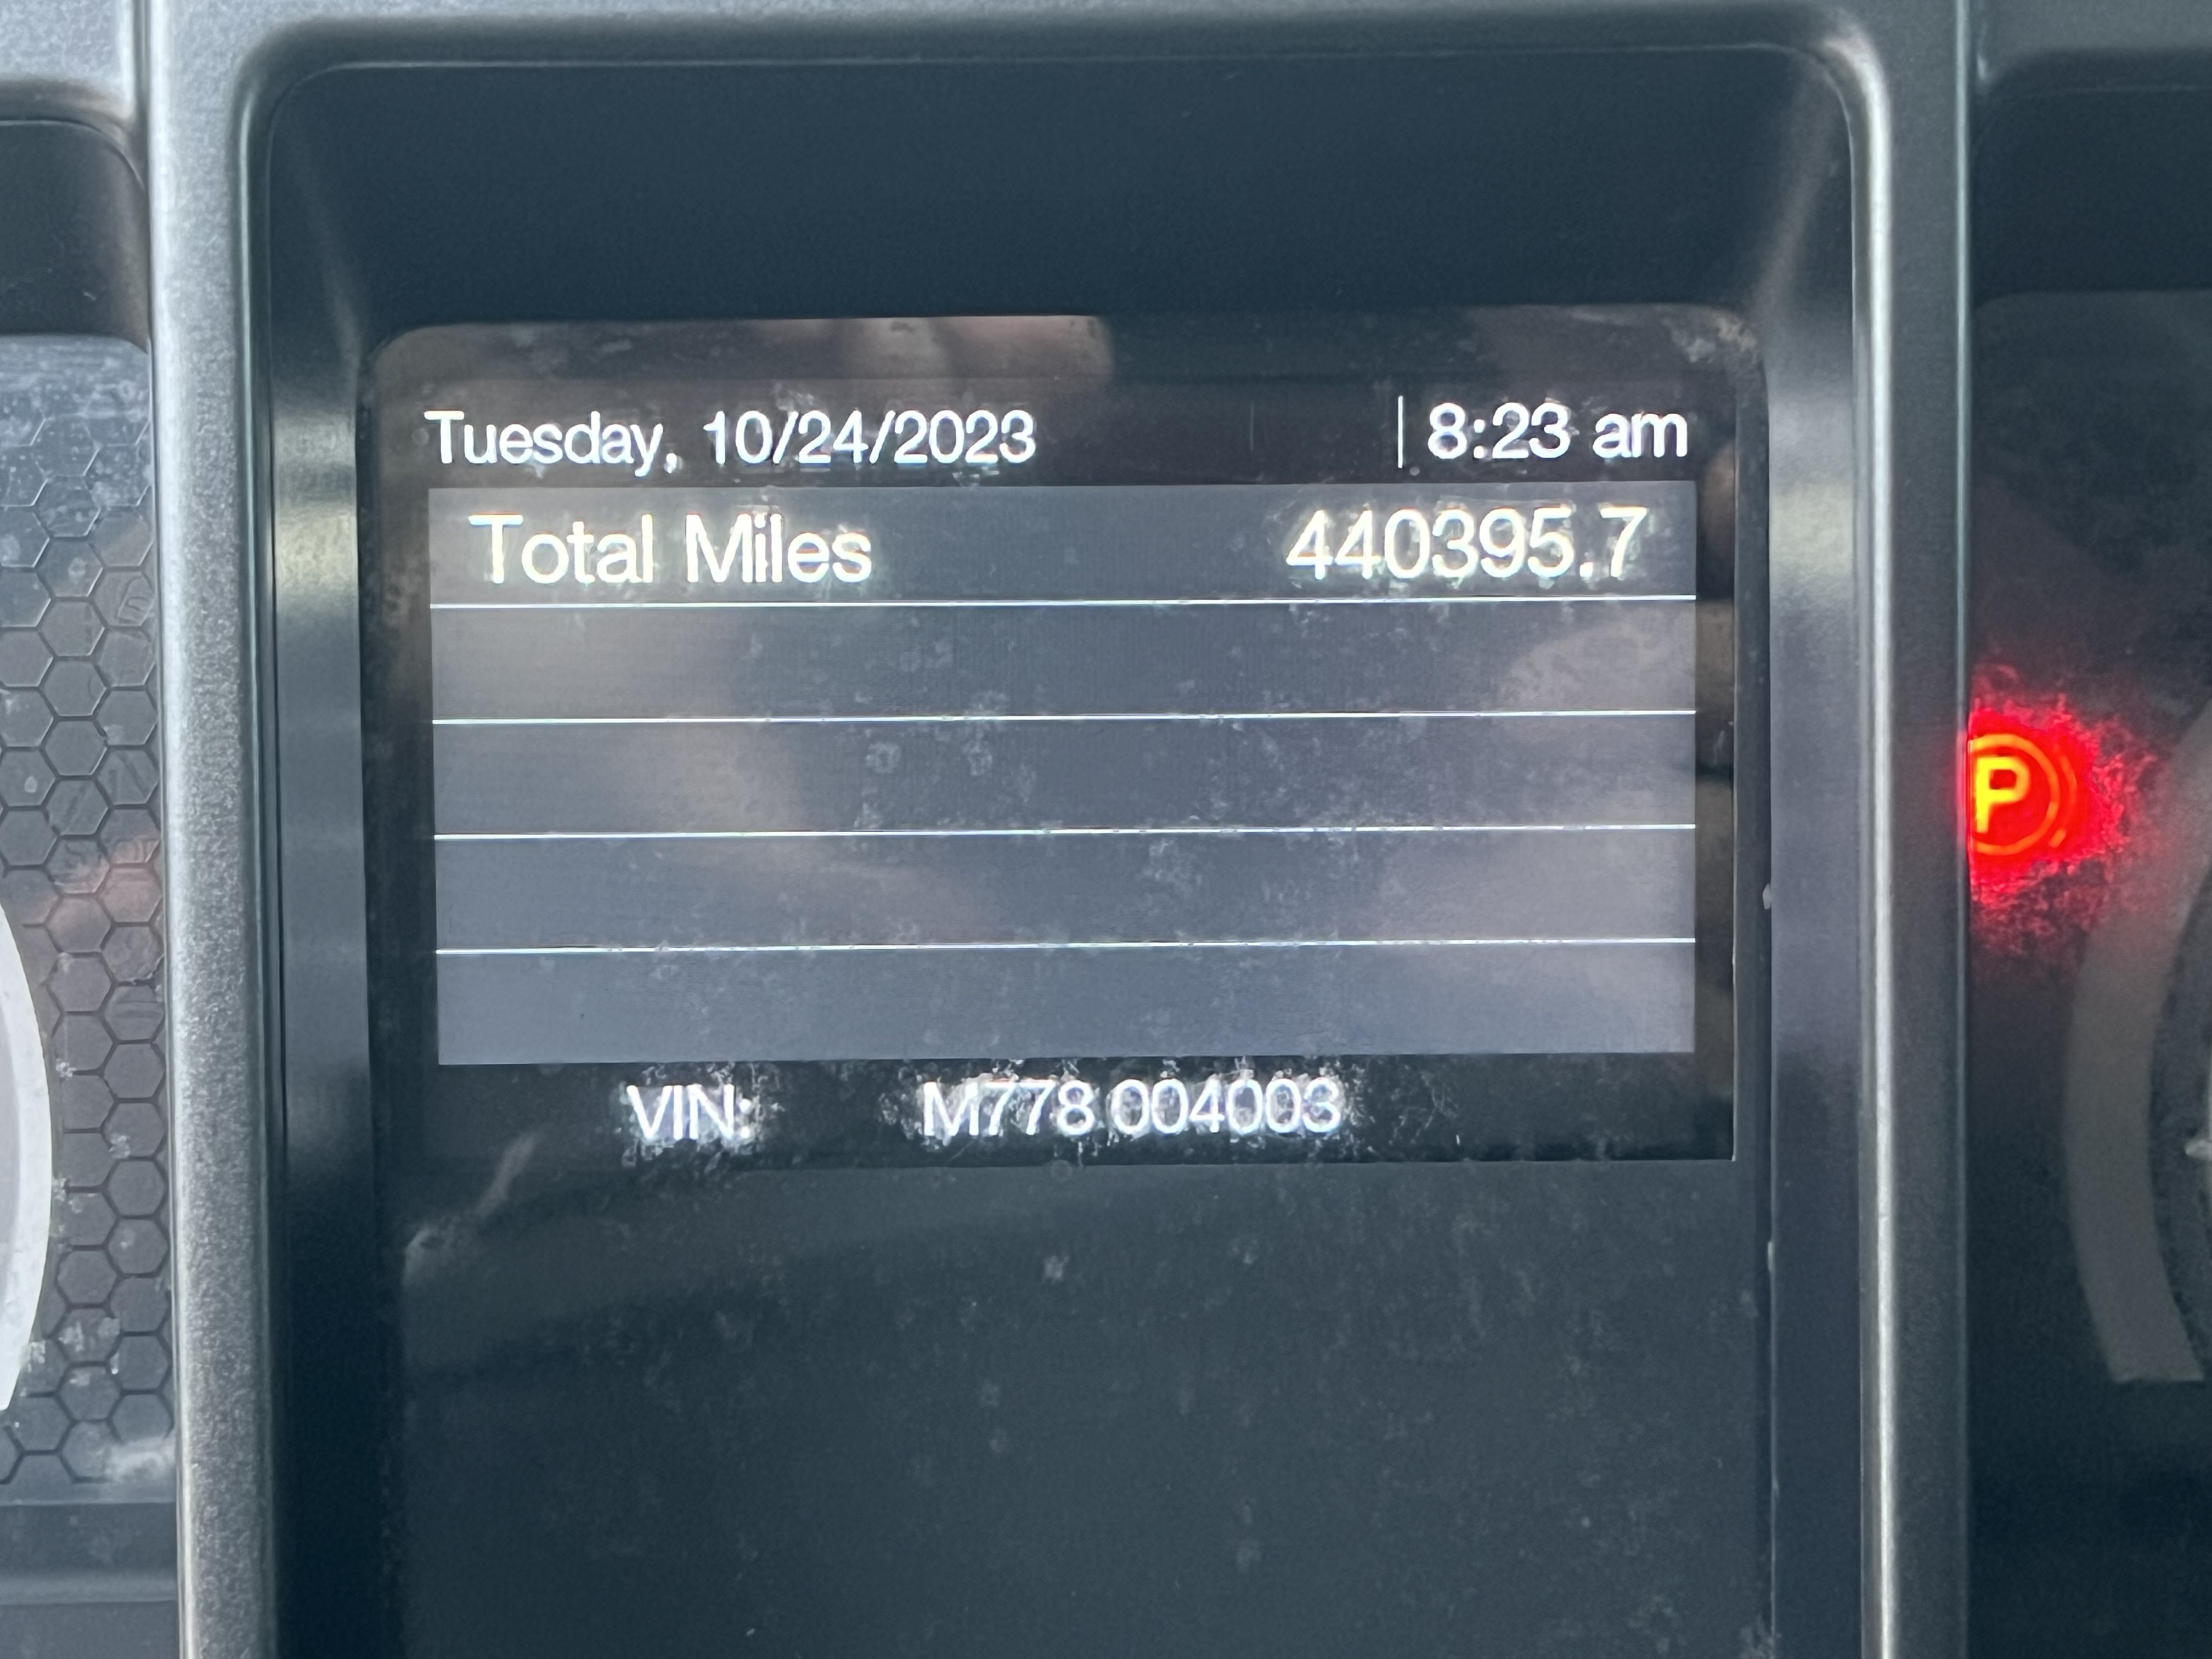 Tuesday, 10/24/2023 8:23 am
Total Miles 440395.7
VIN: M778 004003
P